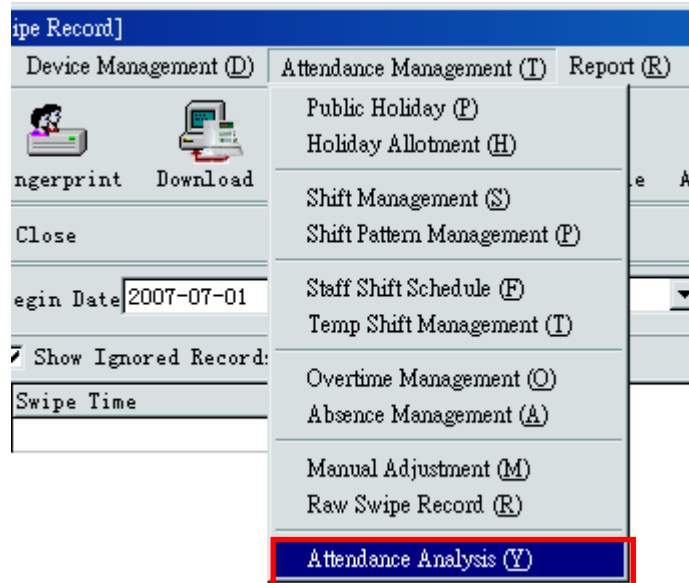 ipe Record]
Device Management (D) Attendance Management (T) Report (R)
Public Holiday (P)
Holiday Allotment (H)
ngerprint Download
Shift Management (S)
Shift Pattern Management (P)
Close
Staff Shift Schedule (F)
egin Date 2007-07-01
Temp Shift Management (T)
Show Ignored Records
Overtime Management (O)
Swipe Time
Absence Management (A)
Manual Adjustment (M)
Raw Swipe Record (R)
Attendance Analysis (Y)